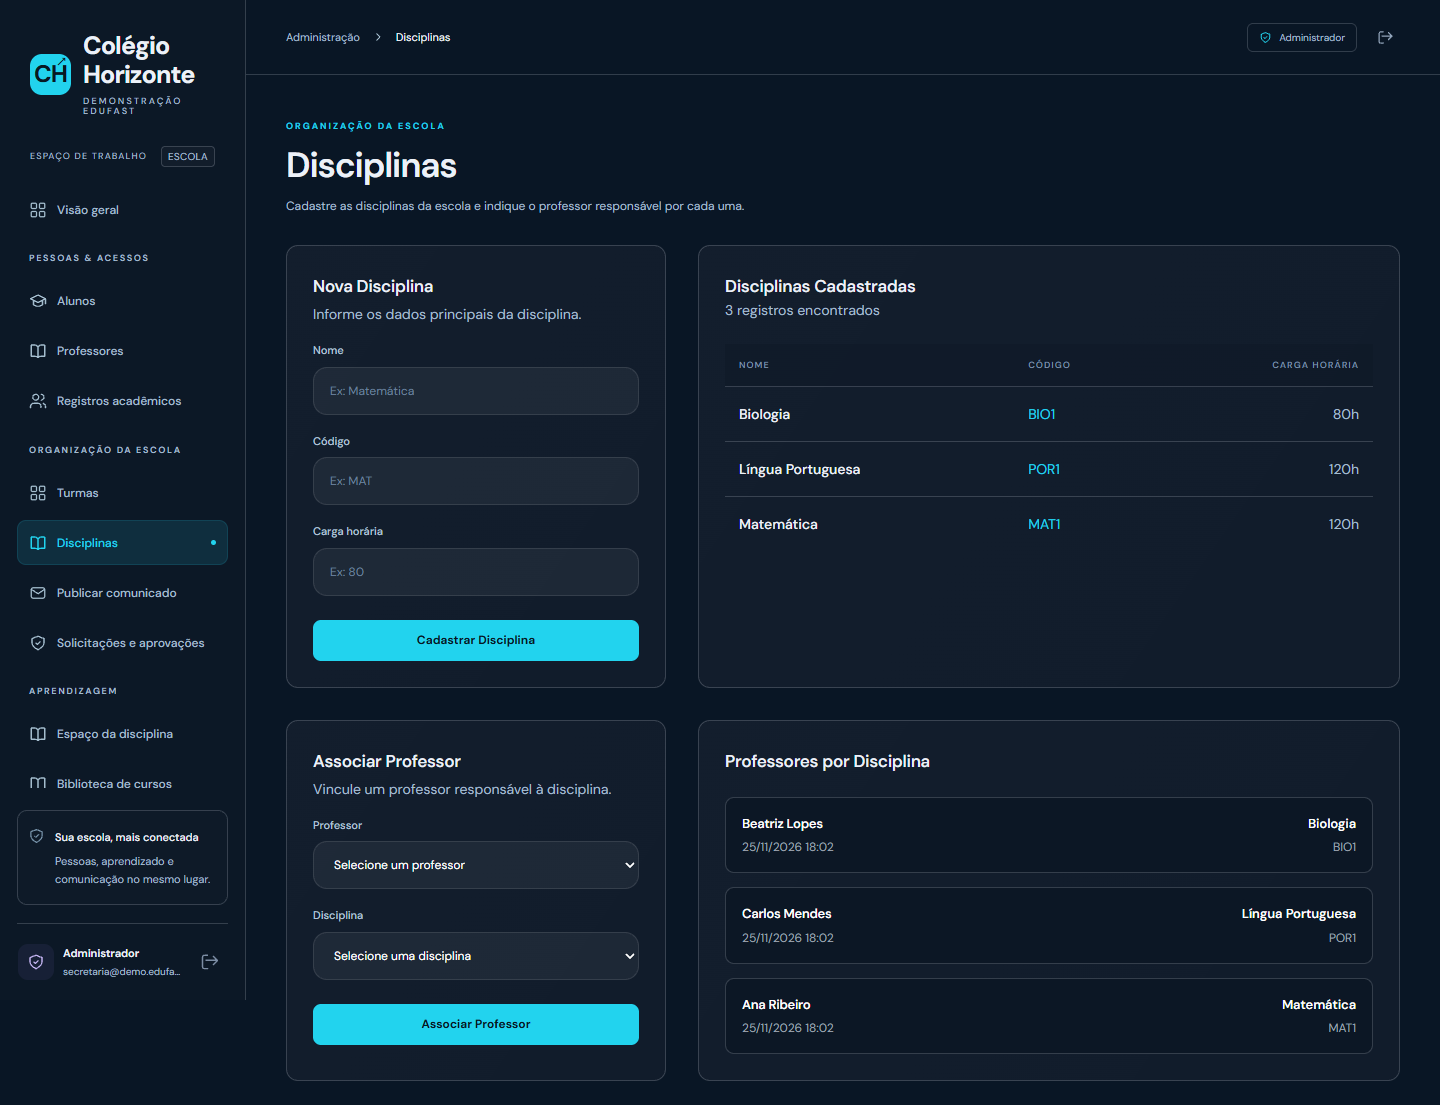 Colégio
Horizonte
DEMONSTRAÇÃO
EDUFAST
ESPAÇO DE TRABALHO
ESCOLA
Visão geral
PESSOAS & ACESSOS
Alunos
Professores
Registros acadêmicos
ORGANIZAÇÃO DA ESCOLA
Turmas
Disciplinas
Publicar comunicado
Solicitações e aprovações
APRENDIZAGEM
Espaço da disciplina
Biblioteca de cursos
Sua escola, mais conectada
Pessoas, aprendizado e
comunicação no mesmo lugar.
Administrador
secretaria@demo.edufa...
Administração > Disciplinas
Administrador
ORGANIZAÇÃO DA ESCOLA
Disciplinas
Cadastre as disciplinas da escola e indique o professor responsável por cada uma.
Nova Disciplina
Informe os dados principais da disciplina.
Nome
Ex: Matemática
Código
Ex: MAT
Carga horária
Ex: 80
Cadastrar Disciplina
Disciplinas Cadastradas
3 registros encontrados
NOME CÓDIGO CARGA HORÁRIA
Biologia BIO1 80h
Língua Portuguesa POR1 120h
Matemática MAT1 120h
Associar Professor
Vincule um professor responsável à disciplina.
Professor
Selecione um professor
Disciplina
Selecione uma disciplina
Associar Professor
Professores por Disciplina
Beatriz Lopes Biologia
25/11/2026 18:02 BIO1
Carlos Mendes Língua Portuguesa
25/11/2026 18:02 POR1
Ana Ribeiro Matemática
25/11/2026 18:02 MAT1
CH